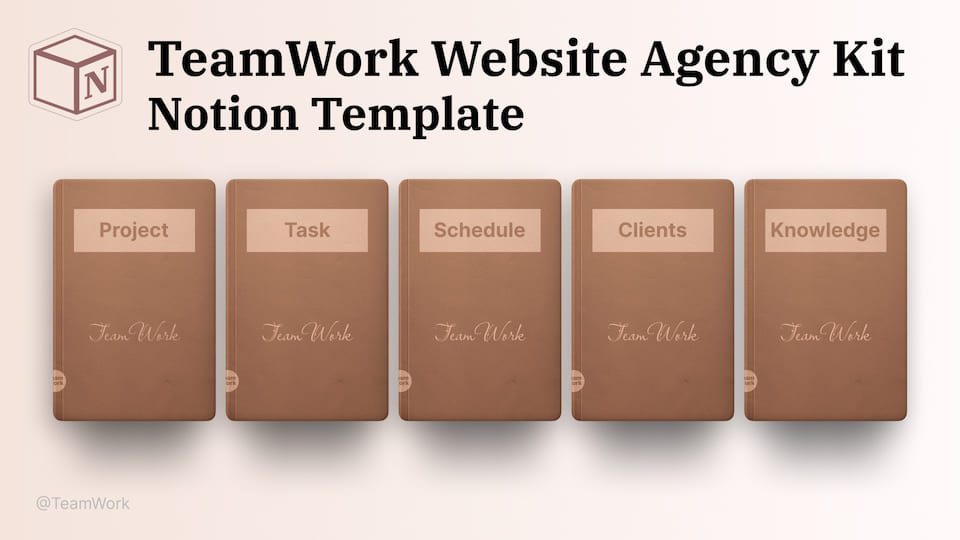 N
TeamWork Website Agency Kit
Notion Template
Project
Task
Schedule
Clients
Knowledge
TeamWork
TeamWork
TeamWork
TeamWork
TeamWork
@TeamWork